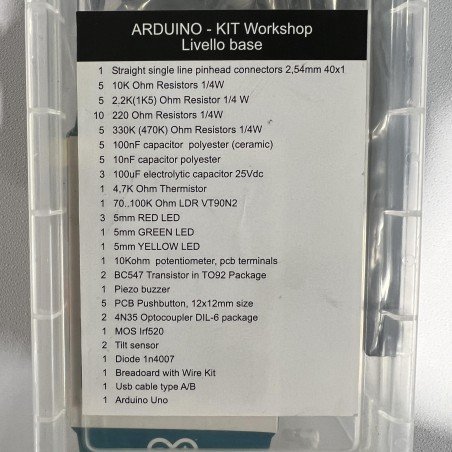 ARDUINO - KIT Workshop
Livello base
1 Straight single line pinhead connectors 2,54mm 40x1
5 10K Ohm Resistors 1/4W
5 2.2K(1K5) Ohm Resistor 1/4 W
10 220 Ohm Resistors 1/4W
5 330K (470K) Ohm Resistors 1/4W
5 100nF capacitor polyester (ceramic)
5 10nF capacitor polyester
3 100uF electrolytic capacitor 25Vdc
1 4,7K Ohm Thermistor
1 70..100K Ohm LDR VT90N2
3 5mm RED LED
1 5mm GREEN LED
1 5mm YELLOW LED
1 10Kohm potentiometer, pcb terminals
2 BC547 Transistor in TO92 Package
1 Piezo buzzer
5 PCB Pushbutton, 12x12mm size
2 4N35 Optocoupler DIL-6 package
1 MOS Irf520
2 Tilt sensor
1 Diode 1n4007
1 Breadoard with Wire Kit
1 Usb cable type A/B
1 Arduino Uno